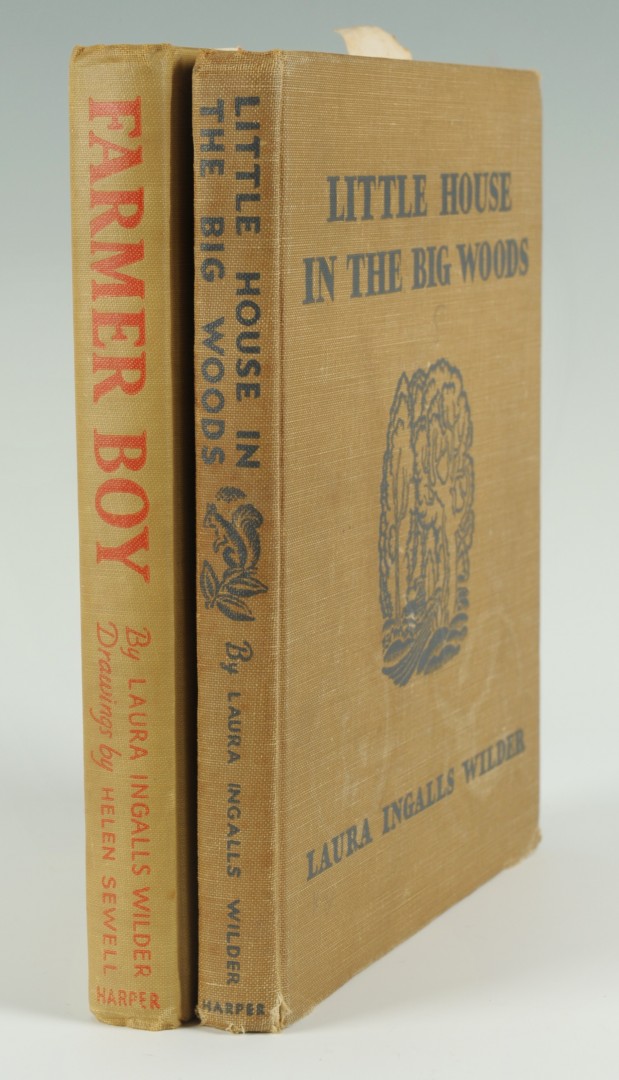 FARMER BOY
By LAURA INGALLS WILDER
Drawings by HELEN SEWELL
HARPER
LITTLE HOUSE IN
THE BIG WOODS
By LAURA INGALLS WILDER
HARPER
LITTLE HOUSE
IN THE BIG WOODS
LAURA INGALLS WILDER